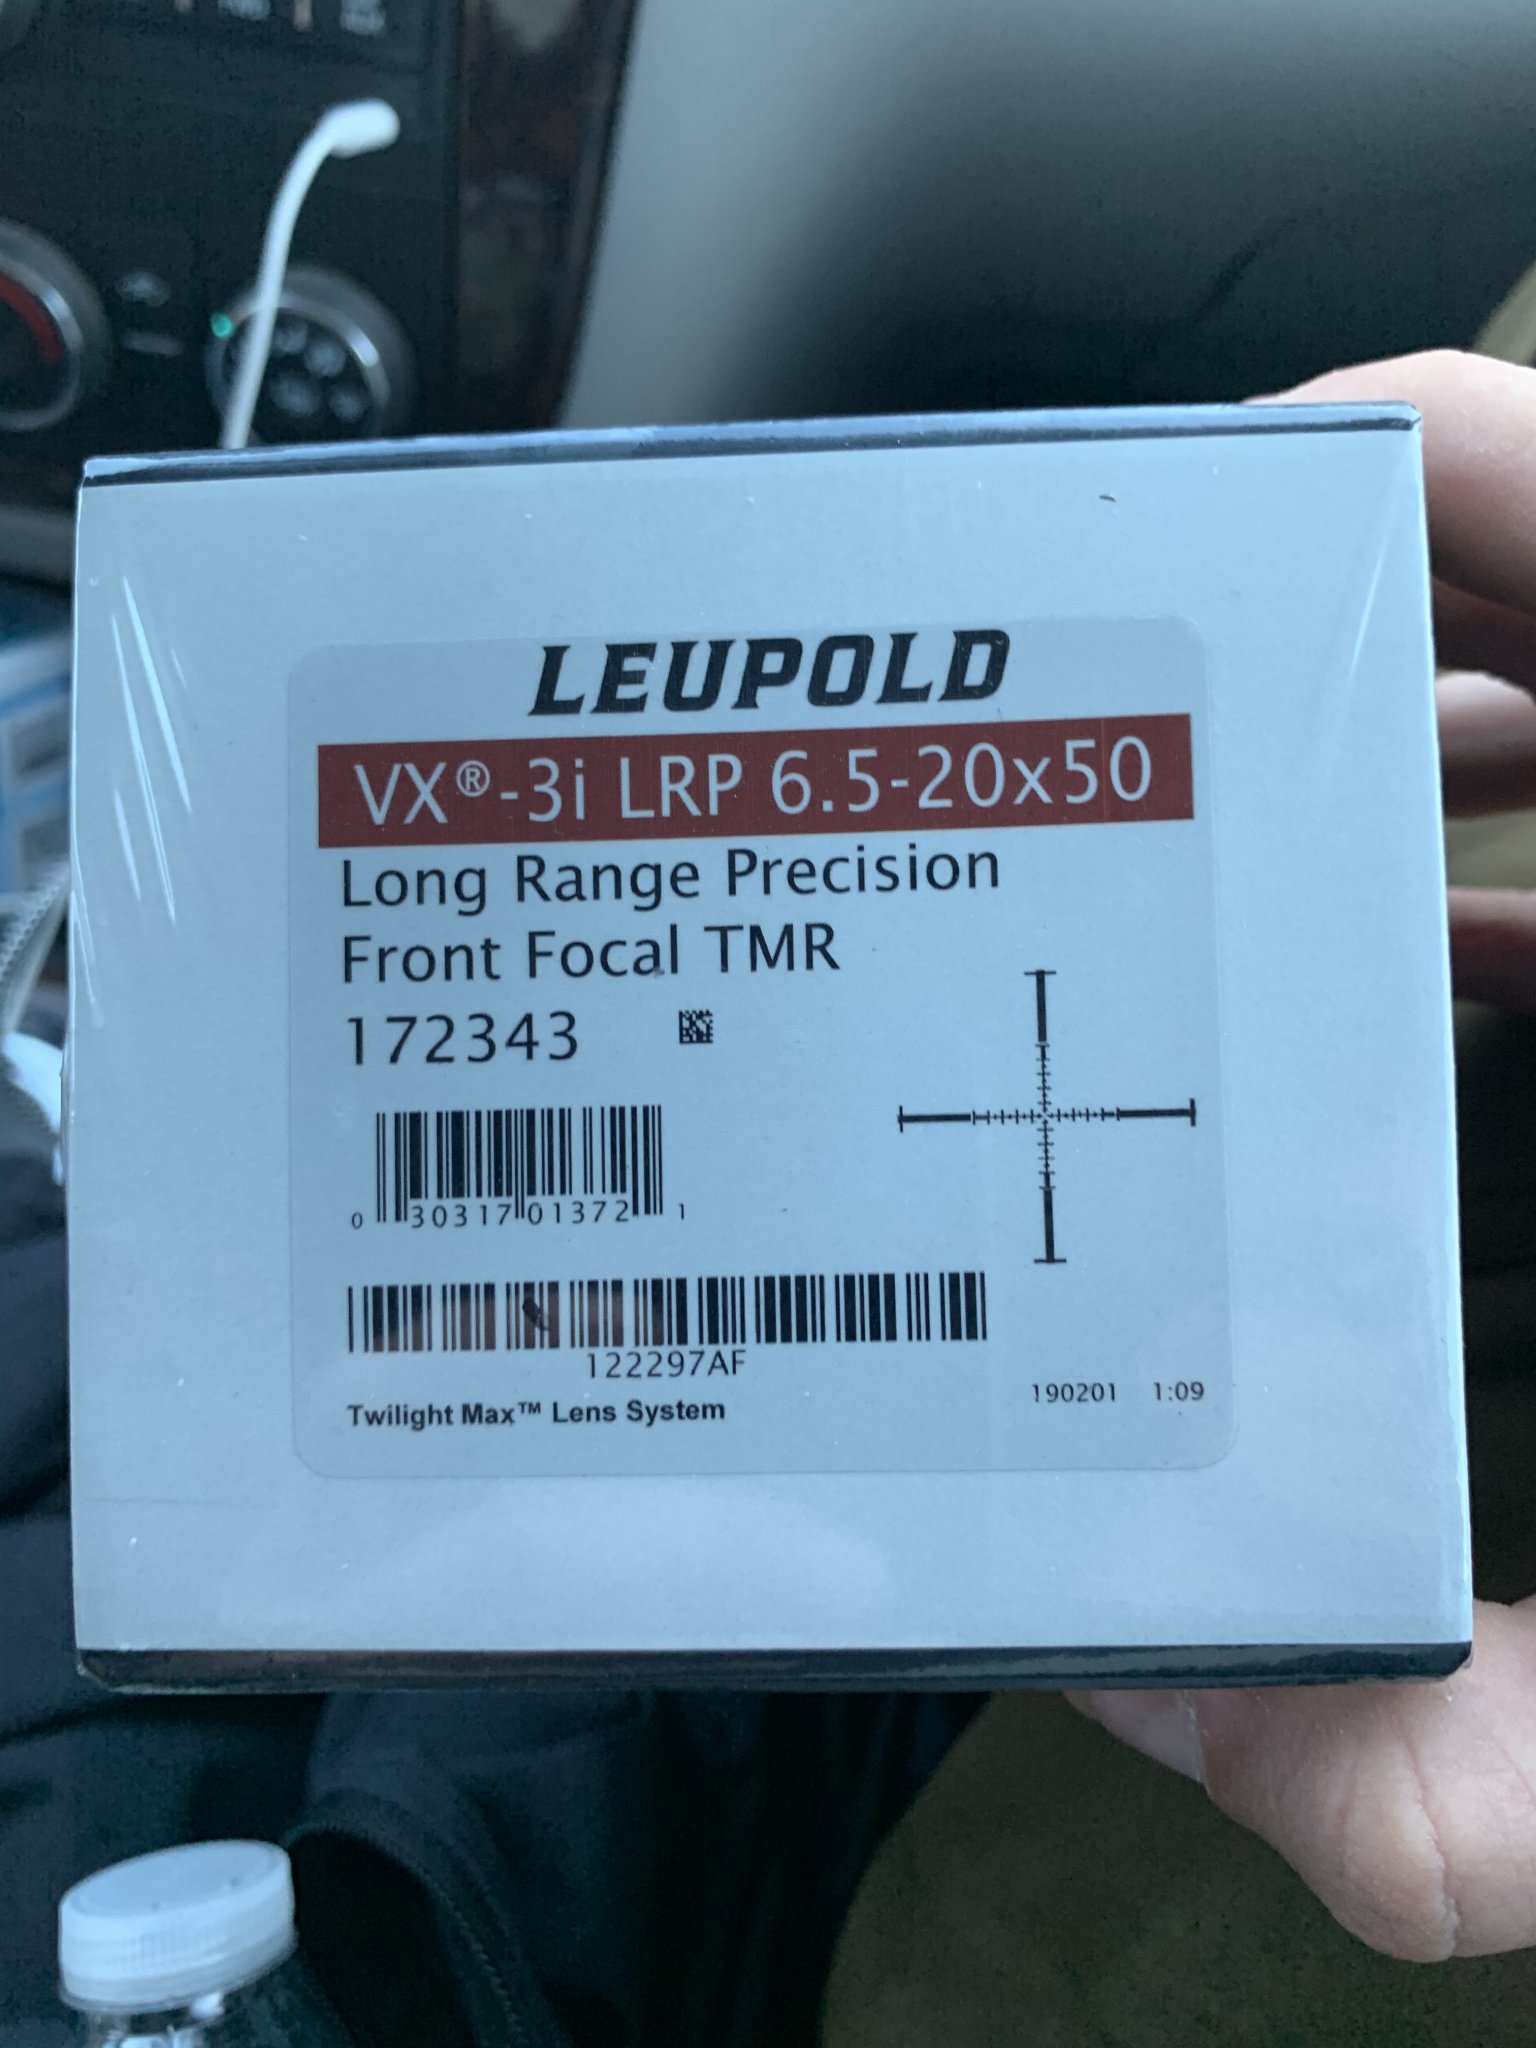 LEUPOLD
VX®-3i LRP 6.5-20x50
Long Range Precision
Front Focal TMR
172343
0 30317 01372 1
122297AF
Twilight Max™ Lens System
190201 1:09